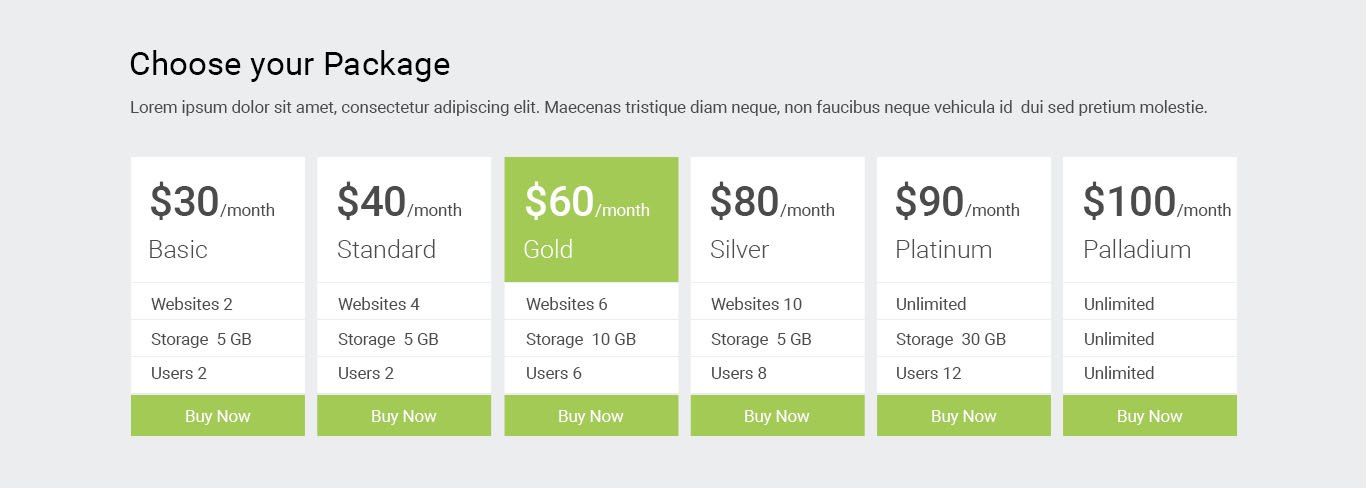 Choose your Package
Lorem ipsum dolor sit amet, consectetur adipiscing elit. Maecenas tristique diam neque, non faucibus neque vehicula id  dui sed pretium molestie.
$30/month
Basic
Websites 2
Storage  5 GB
Users 2
Buy Now
$40/month
Standard
Websites 4
Storage  5 GB
Users 2
Buy Now
$60/month
Gold
Websites 6
Storage  10 GB
Users 6
Buy Now
$80/month
Silver
Websites 10
Storage  5 GB
Users 8
Buy Now
$90/month
Platinum
Unlimited
Storage  30 GB
Users 12
Buy Now
$100/month
Palladium
Unlimited
Unlimited
Unlimited
Buy Now